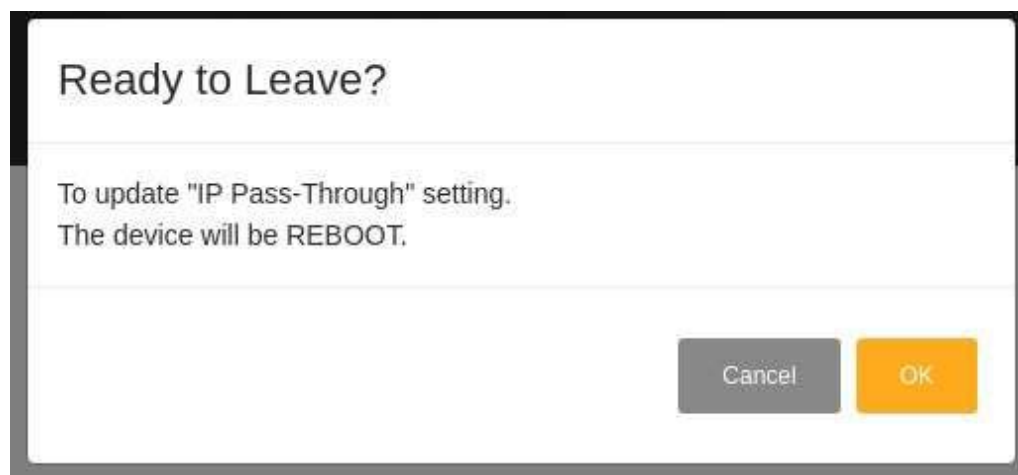 Ready to Leave?
To update "IP Pass-Through" setting.
The device will be REBOOT.
Cancel
OK